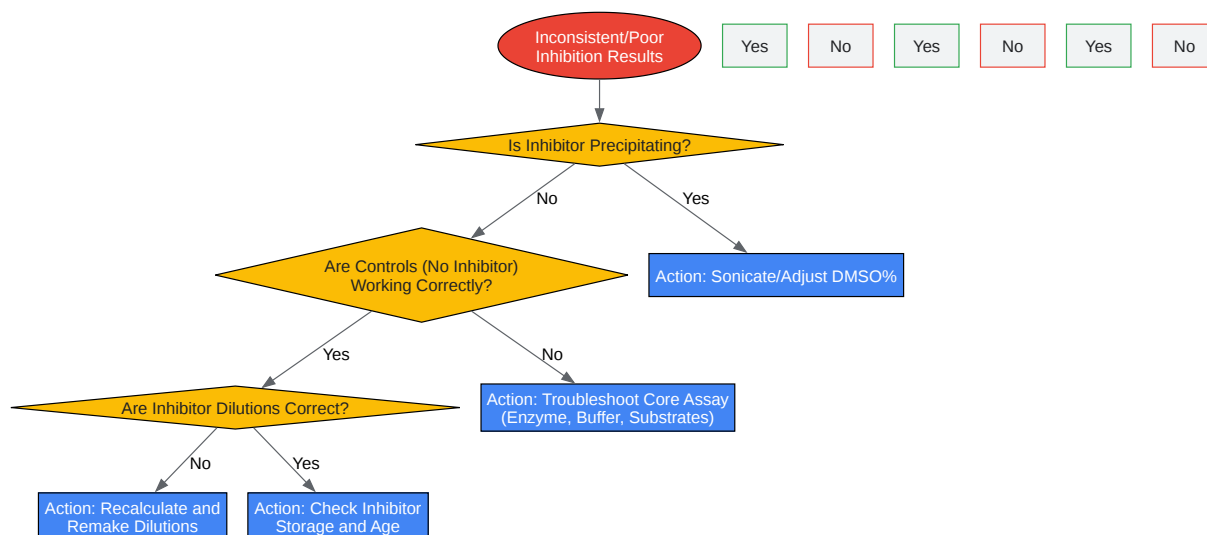 Inconsistent/Poor
Inhibition Results
Yes
No
Yes
No
Yes
No
Is Inhibitor Precipitating?
No
Yes
Are Controls (No Inhibitor)
Working Correctly?
Action: Sonicate/Adjust DMSO%
Yes
No
Are Inhibitor Dilutions Correct?
Action: Troubleshoot Core Assay
(Enzyme, Buffer, Substrates)
No
Yes
Action: Recalculate and
Remake Dilutions
Action: Check Inhibitor
Storage and Age